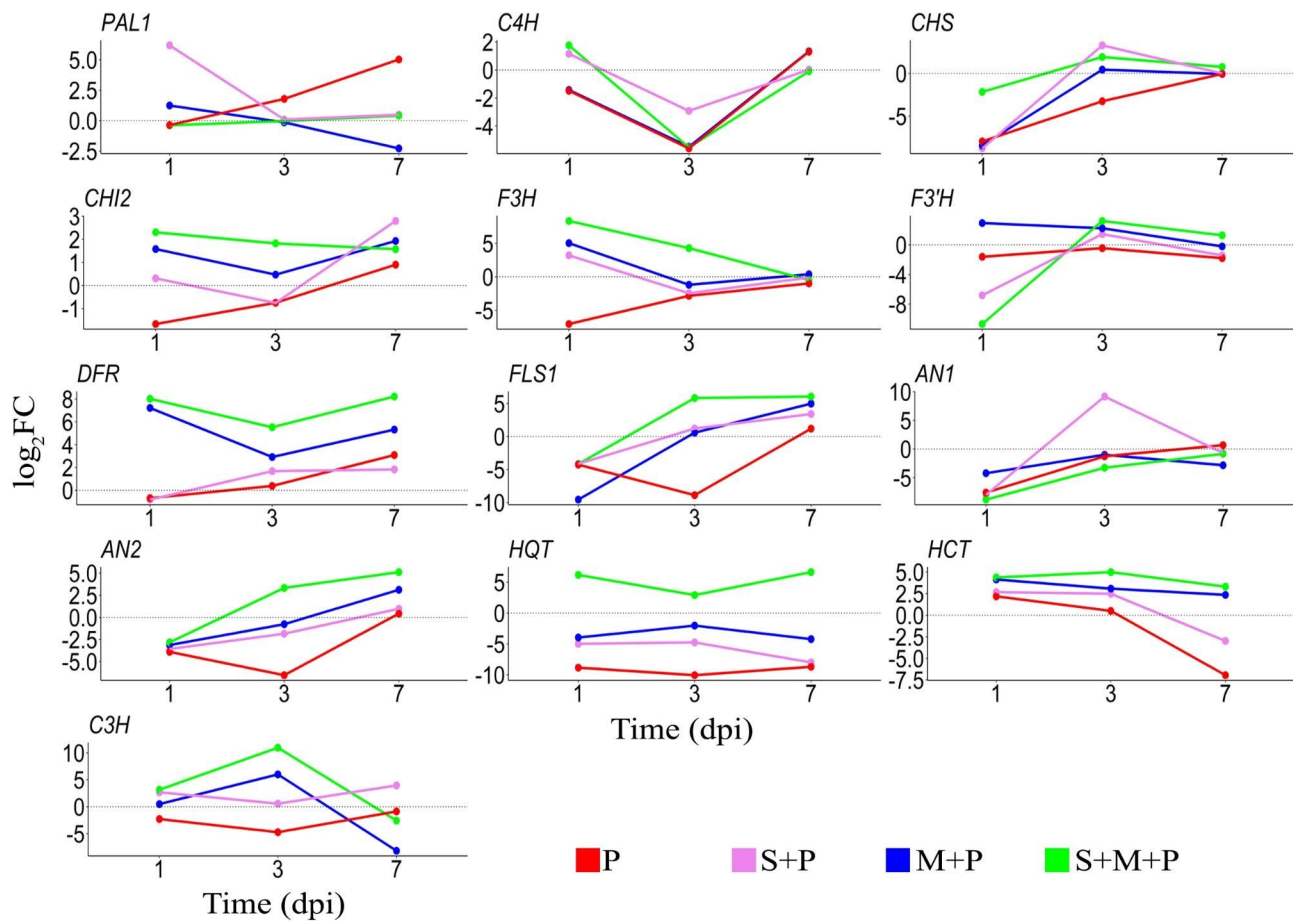 PAL1
5.0
2.5
0.0
-2.5
1 3 7
C4H
2
0
-2
-4
1 3 7
CHS
0
-5
1 3 7
CHI2
3
2
1
0
-1
1 3 7
F3H
5
0
-5
1 3 7
F3'H
0
-4
-8
1 3 7
DFR
8
6
4
2
0
1 3 7
FLS1
5
0
-5
-10
1 3 7
AN1
10
5
0
-5
1 3 7
log₂FC
AN2
5.0
2.5
0.0
-2.5
-5.0
1 3 7
HQT
5
0
-5
-10
1 3 7
Time (dpi)
HCT
5.0
2.5
0.0
-2.5
-5.0
-7.5
1 3 7
C3H
10
5
0
-5
1 3 7
Time (dpi)
P S+P M+P S+M+P